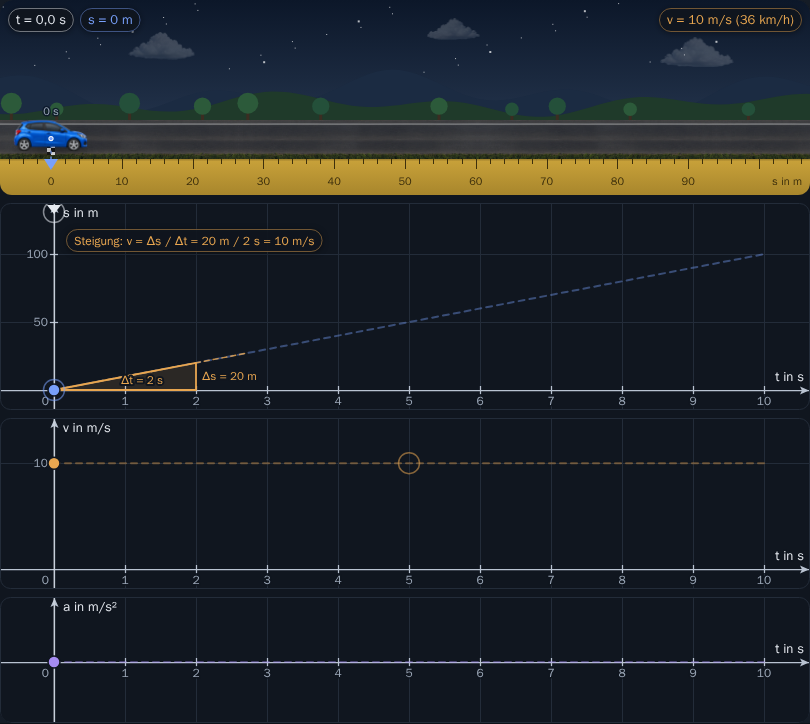 t = 0,0 s
s = 0 m
v = 10 m/s (36 km/h)
0 s
0 10 20 30 40 50 60 70 80 90 s in m
s in m
Steigung: v = Δs / Δt = 20 m / 2 s = 10 m/s
100
50
Δt = 2 s
Δs = 20 m
t in s
0 1 2 3 4 5 6 7 8 9 10
v in m/s
10
t in s
0 1 2 3 4 5 6 7 8 9 10
a in m/s²
t in s
0 1 2 3 4 5 6 7 8 9 10